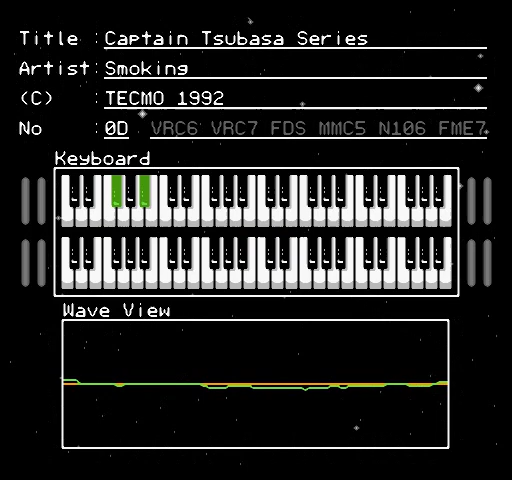 Title : Captain Tsubasa Series
Artist: Smoking
(C) : TECMO 1992
No : 0D VRC6 VRC7 FDS MMC5 N106 FME7
Keyboard
Wave View